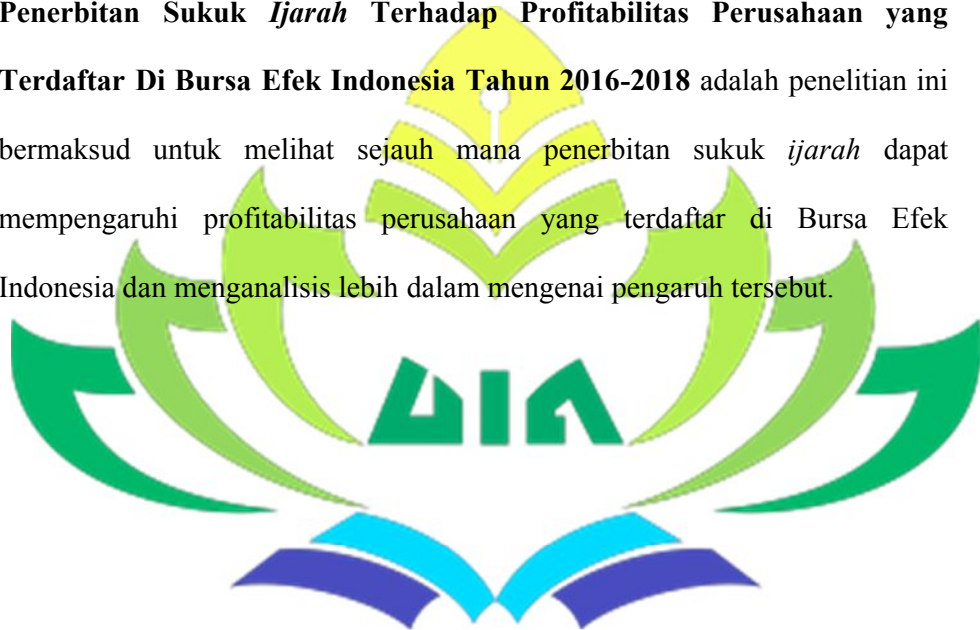 Penerbitan Sukuk Ijarah Terhadap Profitabilitas Perusahaan yang
Terdaftar Di Bursa Efek Indonesia Tahun 2016-2018 adalah penelitian ini
bermaksud untuk melihat sejauh mana penerbitan sukuk ijarah dapat
mempengaruhi profitabilitas perusahaan yang terdaftar di Bursa Efek
Indonesia dan menganalisis lebih dalam mengenai pengaruh tersebut.
UIN